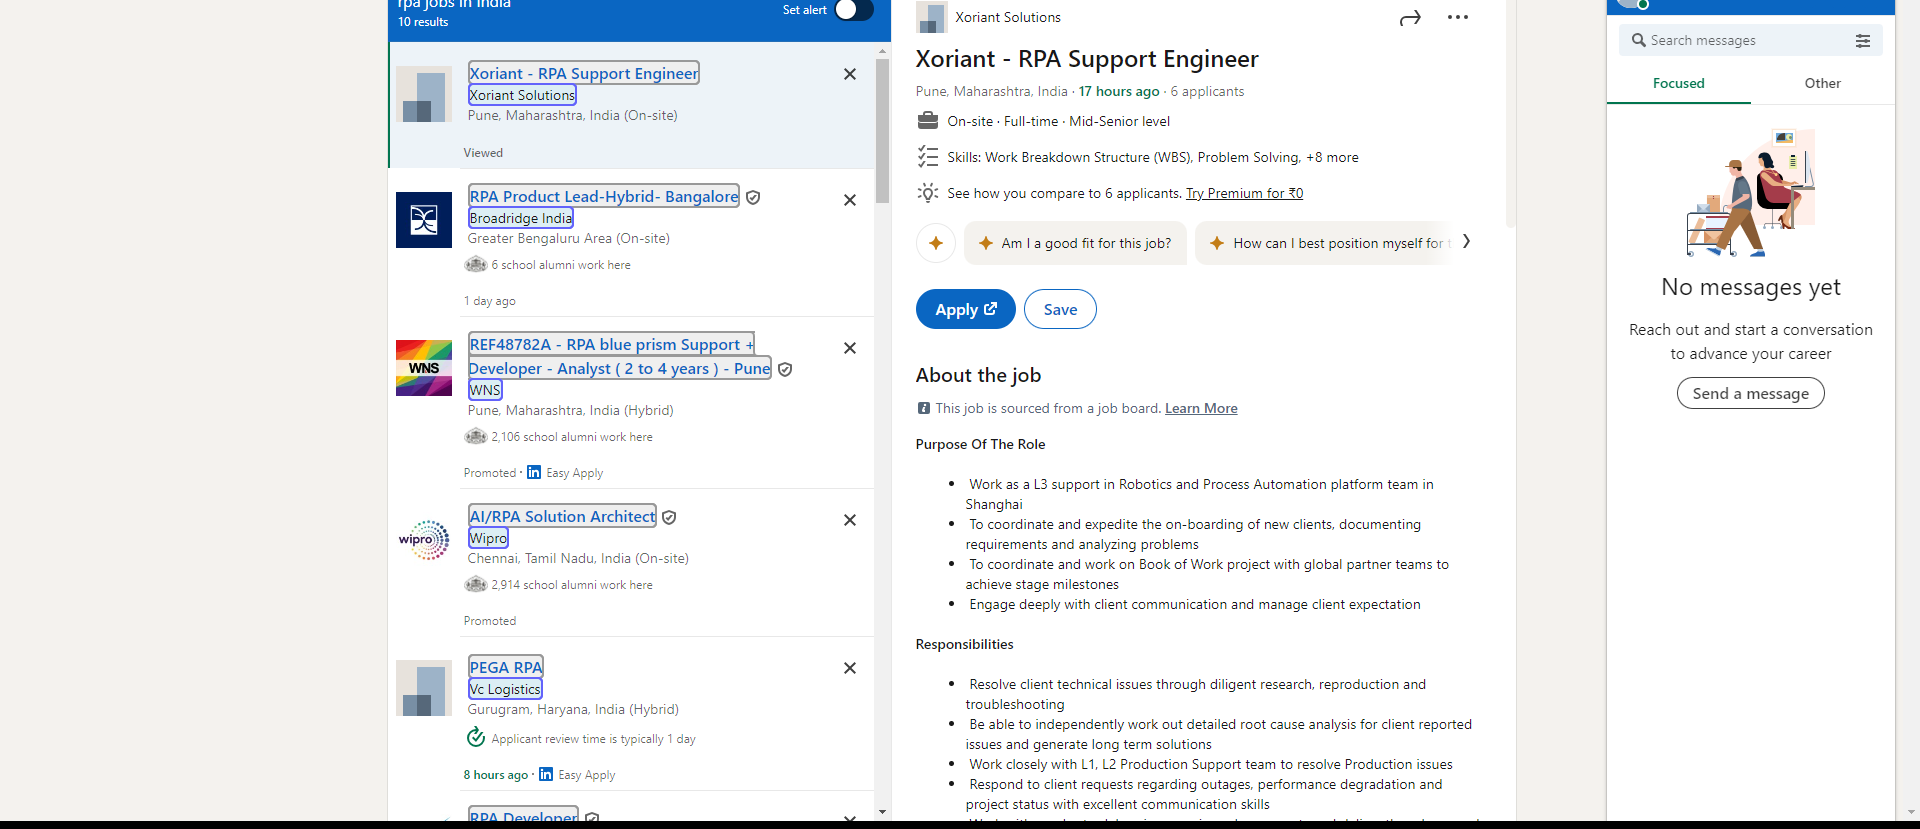 rpa jobs in India
10 results
Set alert
Xoriant - RPA Support Engineer
Xoriant Solutions
Pune, Maharashtra, India (On-site)
Viewed
RPA Product Lead-Hybrid- Bangalore
Broadridge India
Greater Bengaluru Area (On-site)
6 school alumni work here
1 day ago
WNS
REF48782A - RPA blue prism Support +
Developer - Analyst ( 2 to 4 years ) - Pune
WNS
Pune, Maharashtra, India (Hybrid)
2,106 school alumni work here
Promoted · in Easy Apply
wipro
AI/RPA Solution Architect
Wipro
Chennai, Tamil Nadu, India (On-site)
2,914 school alumni work here
Promoted
PEGA RPA
Vc Logistics
Gurugram, Haryana, India (Hybrid)
Applicant review time is typically 1 day
8 hours ago · in Easy Apply
RPA Developer
Xoriant Solutions
Xoriant - RPA Support Engineer
Pune, Maharashtra, India · 17 hours ago · 6 applicants
On-site · Full-time · Mid-Senior level
Skills: Work Breakdown Structure (WBS), Problem Solving, +8 more
See how you compare to 6 applicants. Try Premium for ₹0
Am I a good fit for this job?
How can I best position myself for
Apply
Save
About the job
This job is sourced from a job board. Learn More
Purpose Of The Role
• Work as a L3 support in Robotics and Process Automation platform team in
Shanghai
• To coordinate and expedite the on-boarding of new clients, documenting
requirements and analyzing problems
• To coordinate and work on Book of Work project with global partner teams to
achieve stage milestones
• Engage deeply with client communication and manage client expectation
Responsibilities
• Resolve client technical issues through diligent research, reproduction and
troubleshooting
• Be able to independently work out detailed root cause analysis for client reported
issues and generate long term solutions
• Work closely with L1, L2 Production Support team to resolve Production issues
• Respond to client requests regarding outages, performance degradation and
project status with excellent communication skills
Search messages
Focused
Other
No messages yet
Reach out and start a conversation
to advance your career
Send a message